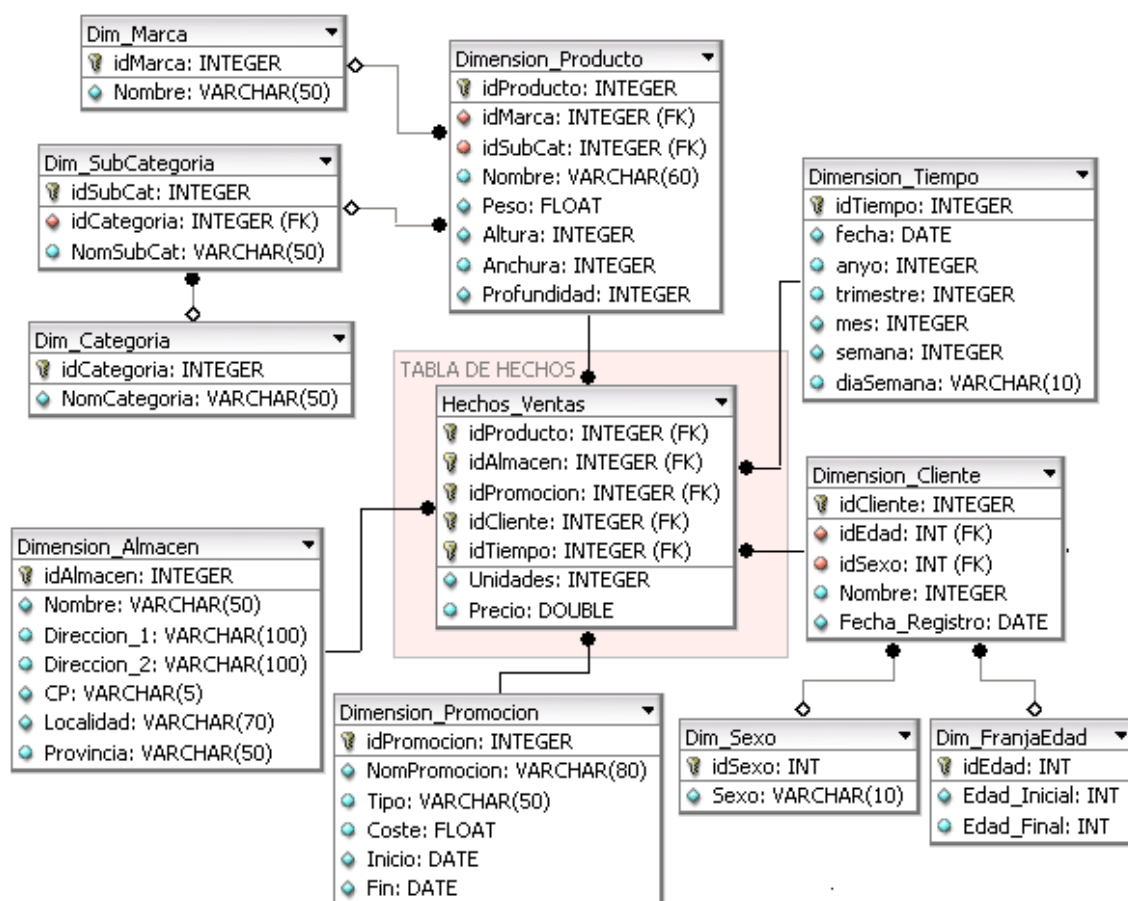 Dim_Marca
idMarca: INTEGER
Nombre: VARCHAR(50)
Dimension_Producto
idProducto: INTEGER
idMarca: INTEGER (FK)
idSubCat: INTEGER (FK)
Nombre: VARCHAR(60)
Peso: FLOAT
Altura: INTEGER
Anchura: INTEGER
Profundidad: INTEGER
Dim_SubCategoria
idSubCat: INTEGER
idCategoria: INTEGER (FK)
NomSubCat: VARCHAR(50)
Dimension_Tiempo
idTiempo: INTEGER
fecha: DATE
anyo: INTEGER
trimestre: INTEGER
mes: INTEGER
semana: INTEGER
diaSemana: VARCHAR(10)
Dim_Categoria
idCategoria: INTEGER
NomCategoria: VARCHAR(50)
TABLA DE HECHOS
Hechos_Ventas
idProducto: INTEGER (FK)
idAlmacen: INTEGER (FK)
idPromocion: INTEGER (FK)
idCliente: INTEGER (FK)
idTiempo: INTEGER (FK)
Unidades: INTEGER
Precio: DOUBLE
Dimension_Cliente
idCliente: INTEGER
idEdad: INT (FK)
idSexo: INT (FK)
Nombre: INTEGER
Fecha_Registro: DATE
Dimension_Almacen
idAlmacen: INTEGER
Nombre: VARCHAR(50)
Direccion_1: VARCHAR(100)
Direccion_2: VARCHAR(100)
CP: VARCHAR(5)
Localidad: VARCHAR(70)
Provincia: VARCHAR(50)
Dimension_Promocion
idPromocion: INTEGER
NomPromocion: VARCHAR(80)
Tipo: VARCHAR(50)
Coste: FLOAT
Inicio: DATE
Fin: DATE
Dim_Sexo
idSexo: INT
Sexo: VARCHAR(10)
Dim_FranjaEdad
idEdad: INT
Edad_Inicial: INT
Edad_Final: INT